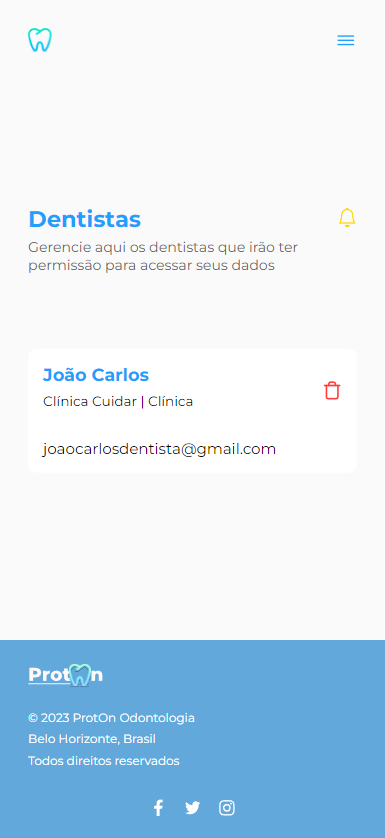 Dentistas
Gerencie aqui os dentistas que irão ter
permissão para acessar seus dados
João Carlos
Clínica Cuidar | Clínica
joaocarlosdentista@gmail.com
ProtOn
© 2023 ProtOn Odontologia
Belo Horizonte, Brasil
Todos direitos reservados